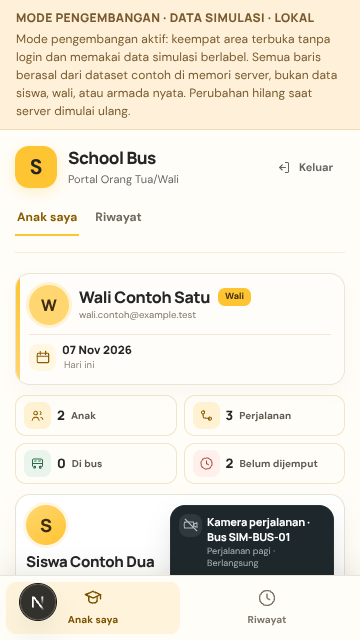 MODE PENGEMBANGAN · DATA SIMULASI · LOKAL
Mode pengembangan aktif: keempat area terbuka tanpa
login dan memakai data simulasi berlabel. Semua baris
berasal dari dataset contoh di memori server, bukan data
siswa, wali, atau armada nyata. Perubahan hilang saat
server dimulai ulang.
S
School Bus
Portal Orang Tua/Wali
Keluar
Anak saya
Riwayat
W
Wali Contoh Satu
Wali
wali.contoh@example.test
07 Nov 2026
Hari ini
2 Anak
3 Perjalanan
0 Di bus
2 Belum dijemput
S
Siswa Contoh Dua
Kamera perjalanan ·
Bus SIM-BUS-01
Perjalanan pagi ·
Berlangsung
N
Anak saya
Riwayat